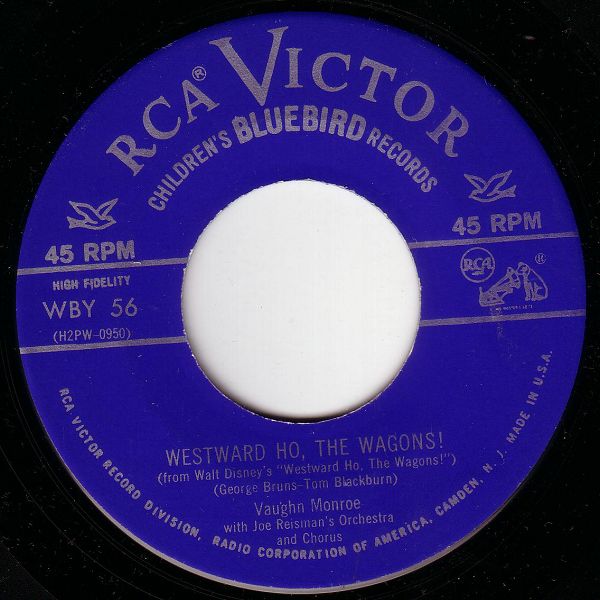 RCA® VICTOR
CHILDREN'S BLUEBIRD RECORDS
45 RPM
45 RPM
HIGH FIDELITY
WBY 56
(H2PW-0950)
RCA
®
WESTWARD HO, THE WAGONS!
(from Walt Disney's "Westward Ho, The Wagons!")
(George Bruns-Tom Blackburn)
Vaughn Monroe
with Joe Reisman's Orchestra
and Chorus
RCA VICTOR RECORD DIVISION, RADIO CORPORATION OF AMERICA, CAMDEN, N. J. MADE IN U.S.A.